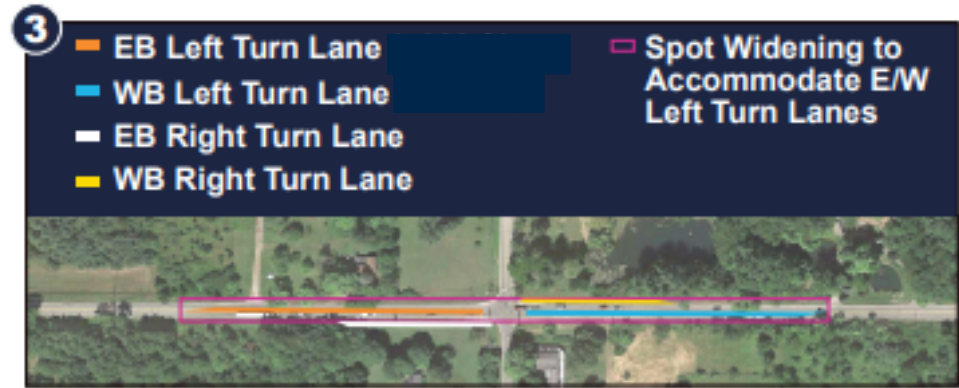 3
EB Left Turn Lane
WB Left Turn Lane
EB Right Turn Lane
WB Right Turn Lane
Spot Widening to
Accommodate E/W
Left Turn Lanes